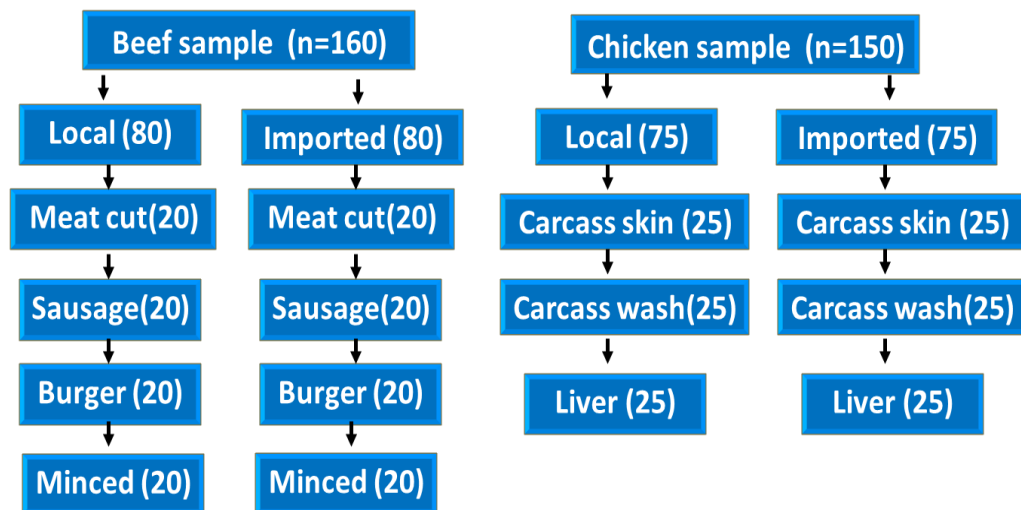 Beef sample  (n=160)
Chicken sample (n=150)
Local (80)
Imported (80)
Local (75)
Imported (75)
Meat cut(20)
Meat cut(20)
Carcass skin (25)
Carcass skin (25)
Sausage(20)
Sausage(20)
Carcass wash(25)
Carcass wash(25)
Burger (20)
Burger (20)
Liver (25)
Liver (25)
Minced (20)
Minced (20)